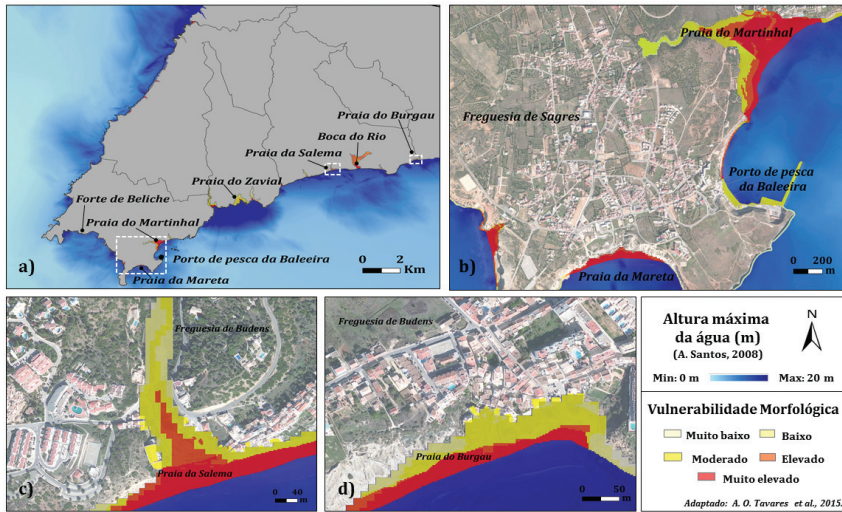 Praia do Burgau
Boca do Rio
Praia da Salema
Praia do Zavial
Forte de Beliche
Praia do Martinhal
Porto de pesca da Baleeira
Praia da Mareta
a)
0 2
Km
Praia do Martinhal
Freguesia de Sagres
Porto de pesca
da Baleeira
Praia da Mareta
b)
0 200
m
Freguesia de Budens
Praia da Salema
c)
0 40
m
Freguesia de Budens
Praia do Burgau
d)
0 50
m
Altura máxima
da água (m)
(A. Santos, 2008)
N
Min: 0 m Max: 20 m
Vulnerabilidade Morfológica
Muito baixo Baixo
Moderado Elevado
Muito elevado
Adaptado: A. O. Tavares et al., 2015.